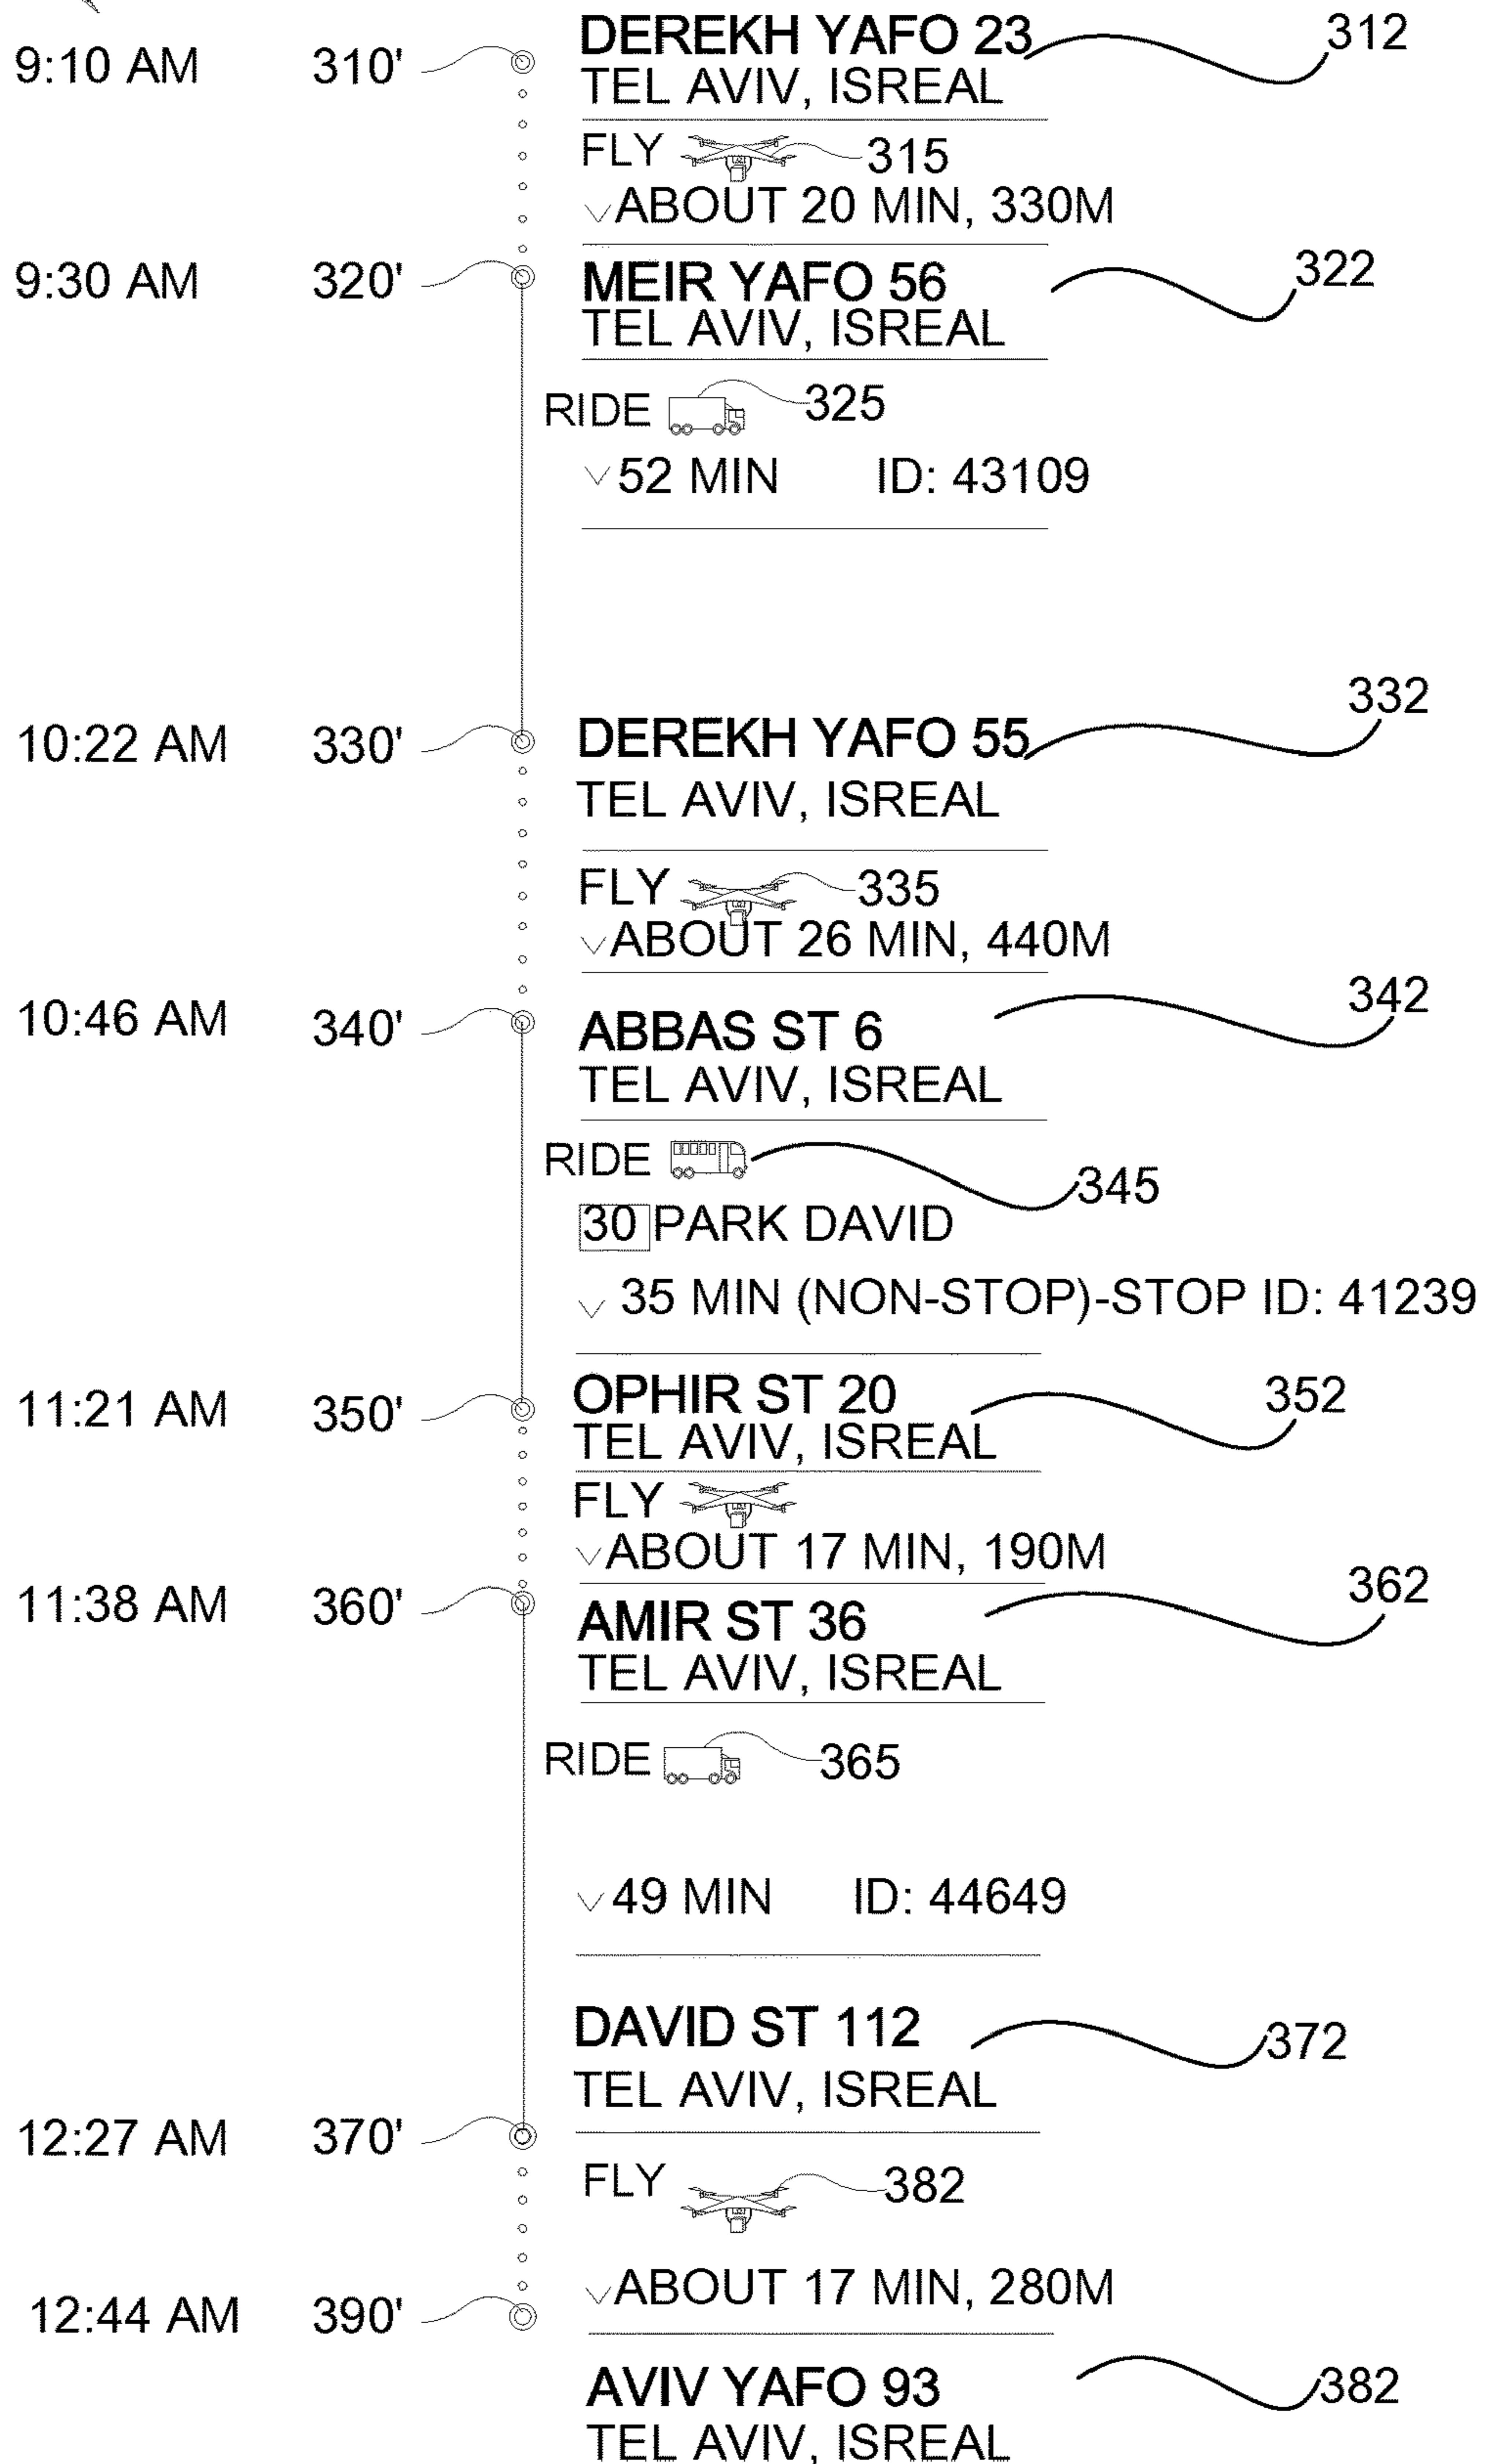 9:10 AM 310' DEREKH YAFO 23 312
TEL AVIV, ISREAL
FLY 315
ABOUT 20 MIN, 330M
9:30 AM 320' MEIR YAFO 56 322
TEL AVIV, ISREAL
RIDE 325
52 MIN ID: 43109
10:22 AM 330' DEREKH YAFO 55 332
TEL AVIV, ISREAL
FLY 335
ABOUT 26 MIN, 440M
10:46 AM 340' ABBAS ST 6 342
TEL AVIV, ISREAL
RIDE 345
30 PARK DAVID
35 MIN (NON-STOP)-STOP ID: 41239
11:21 AM 350' OPHIR ST 20 352
TEL AVIV, ISREAL
FLY
ABOUT 17 MIN, 190M
11:38 AM 360' AMIR ST 36 362
TEL AVIV, ISREAL
RIDE 365
49 MIN ID: 44649
DAVID ST 112 372
TEL AVIV, ISREAL
12:27 AM 370'
FLY 382
ABOUT 17 MIN, 280M
12:44 AM 390'
AVIV YAFO 93 382
TEL AVIV, ISREAL